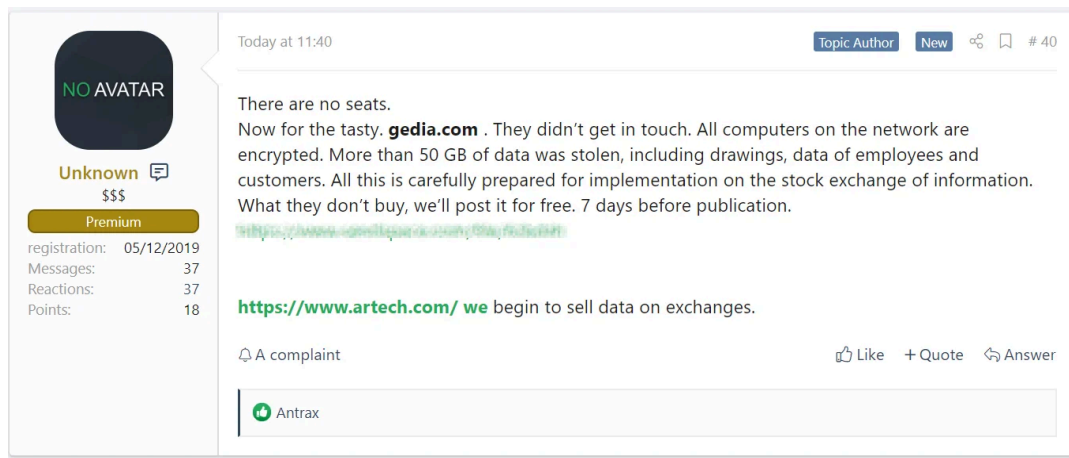 Today at 11:40
Topic Author New # 40
NO AVATAR
Unknown
$$$
Premium
registration: 05/12/2019
Messages: 37
Reactions: 37
Points: 18
There are no seats.
Now for the tasty. gedia.com . They didn't get in touch. All computers on the network are
encrypted. More than 50 GB of data was stolen, including drawings, data of employees and
customers. All this is carefully prepared for implementation on the stock exchange of information.
What they don't buy, we'll post it for free. 7 days before publication.
https://www.artech.com/ we begin to sell data on exchanges.
A complaint
Like + Quote Answer
Antrax